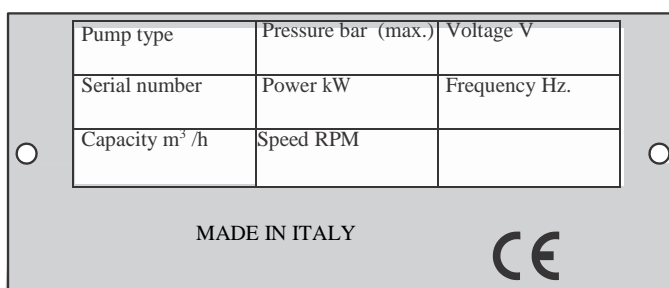 Pump type Pressure bar (max.) Voltage V
Serial number Power kW Frequency Hz.
Capacity m³ /h Speed RPM
MADE IN ITALY
CE